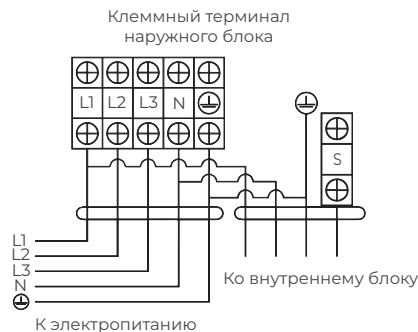 Клеммный терминал
наружного блока
L1 L2 L3 N
S
L1
L2
L3
N
Ко внутреннему блоку
К электропитанию